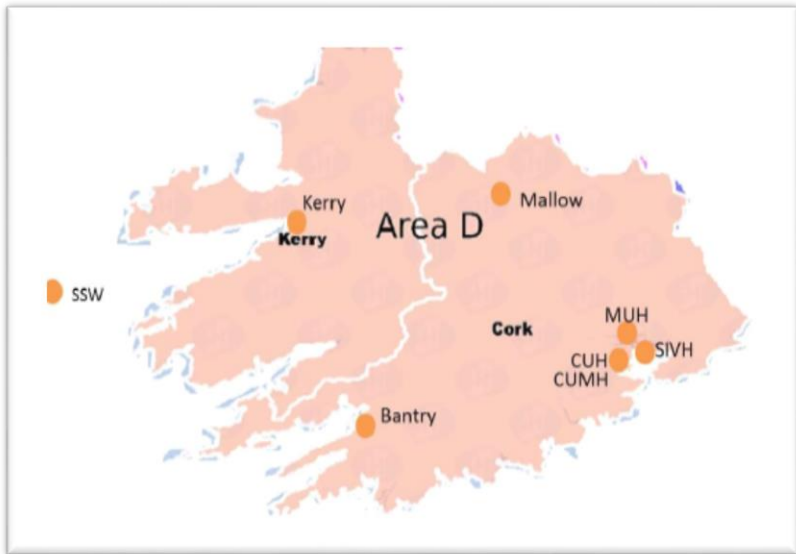 Kerry
Mallow
Area D
Kerry
SSW
MUH
Cork
SIVH
CUH
CUMH
Bantry